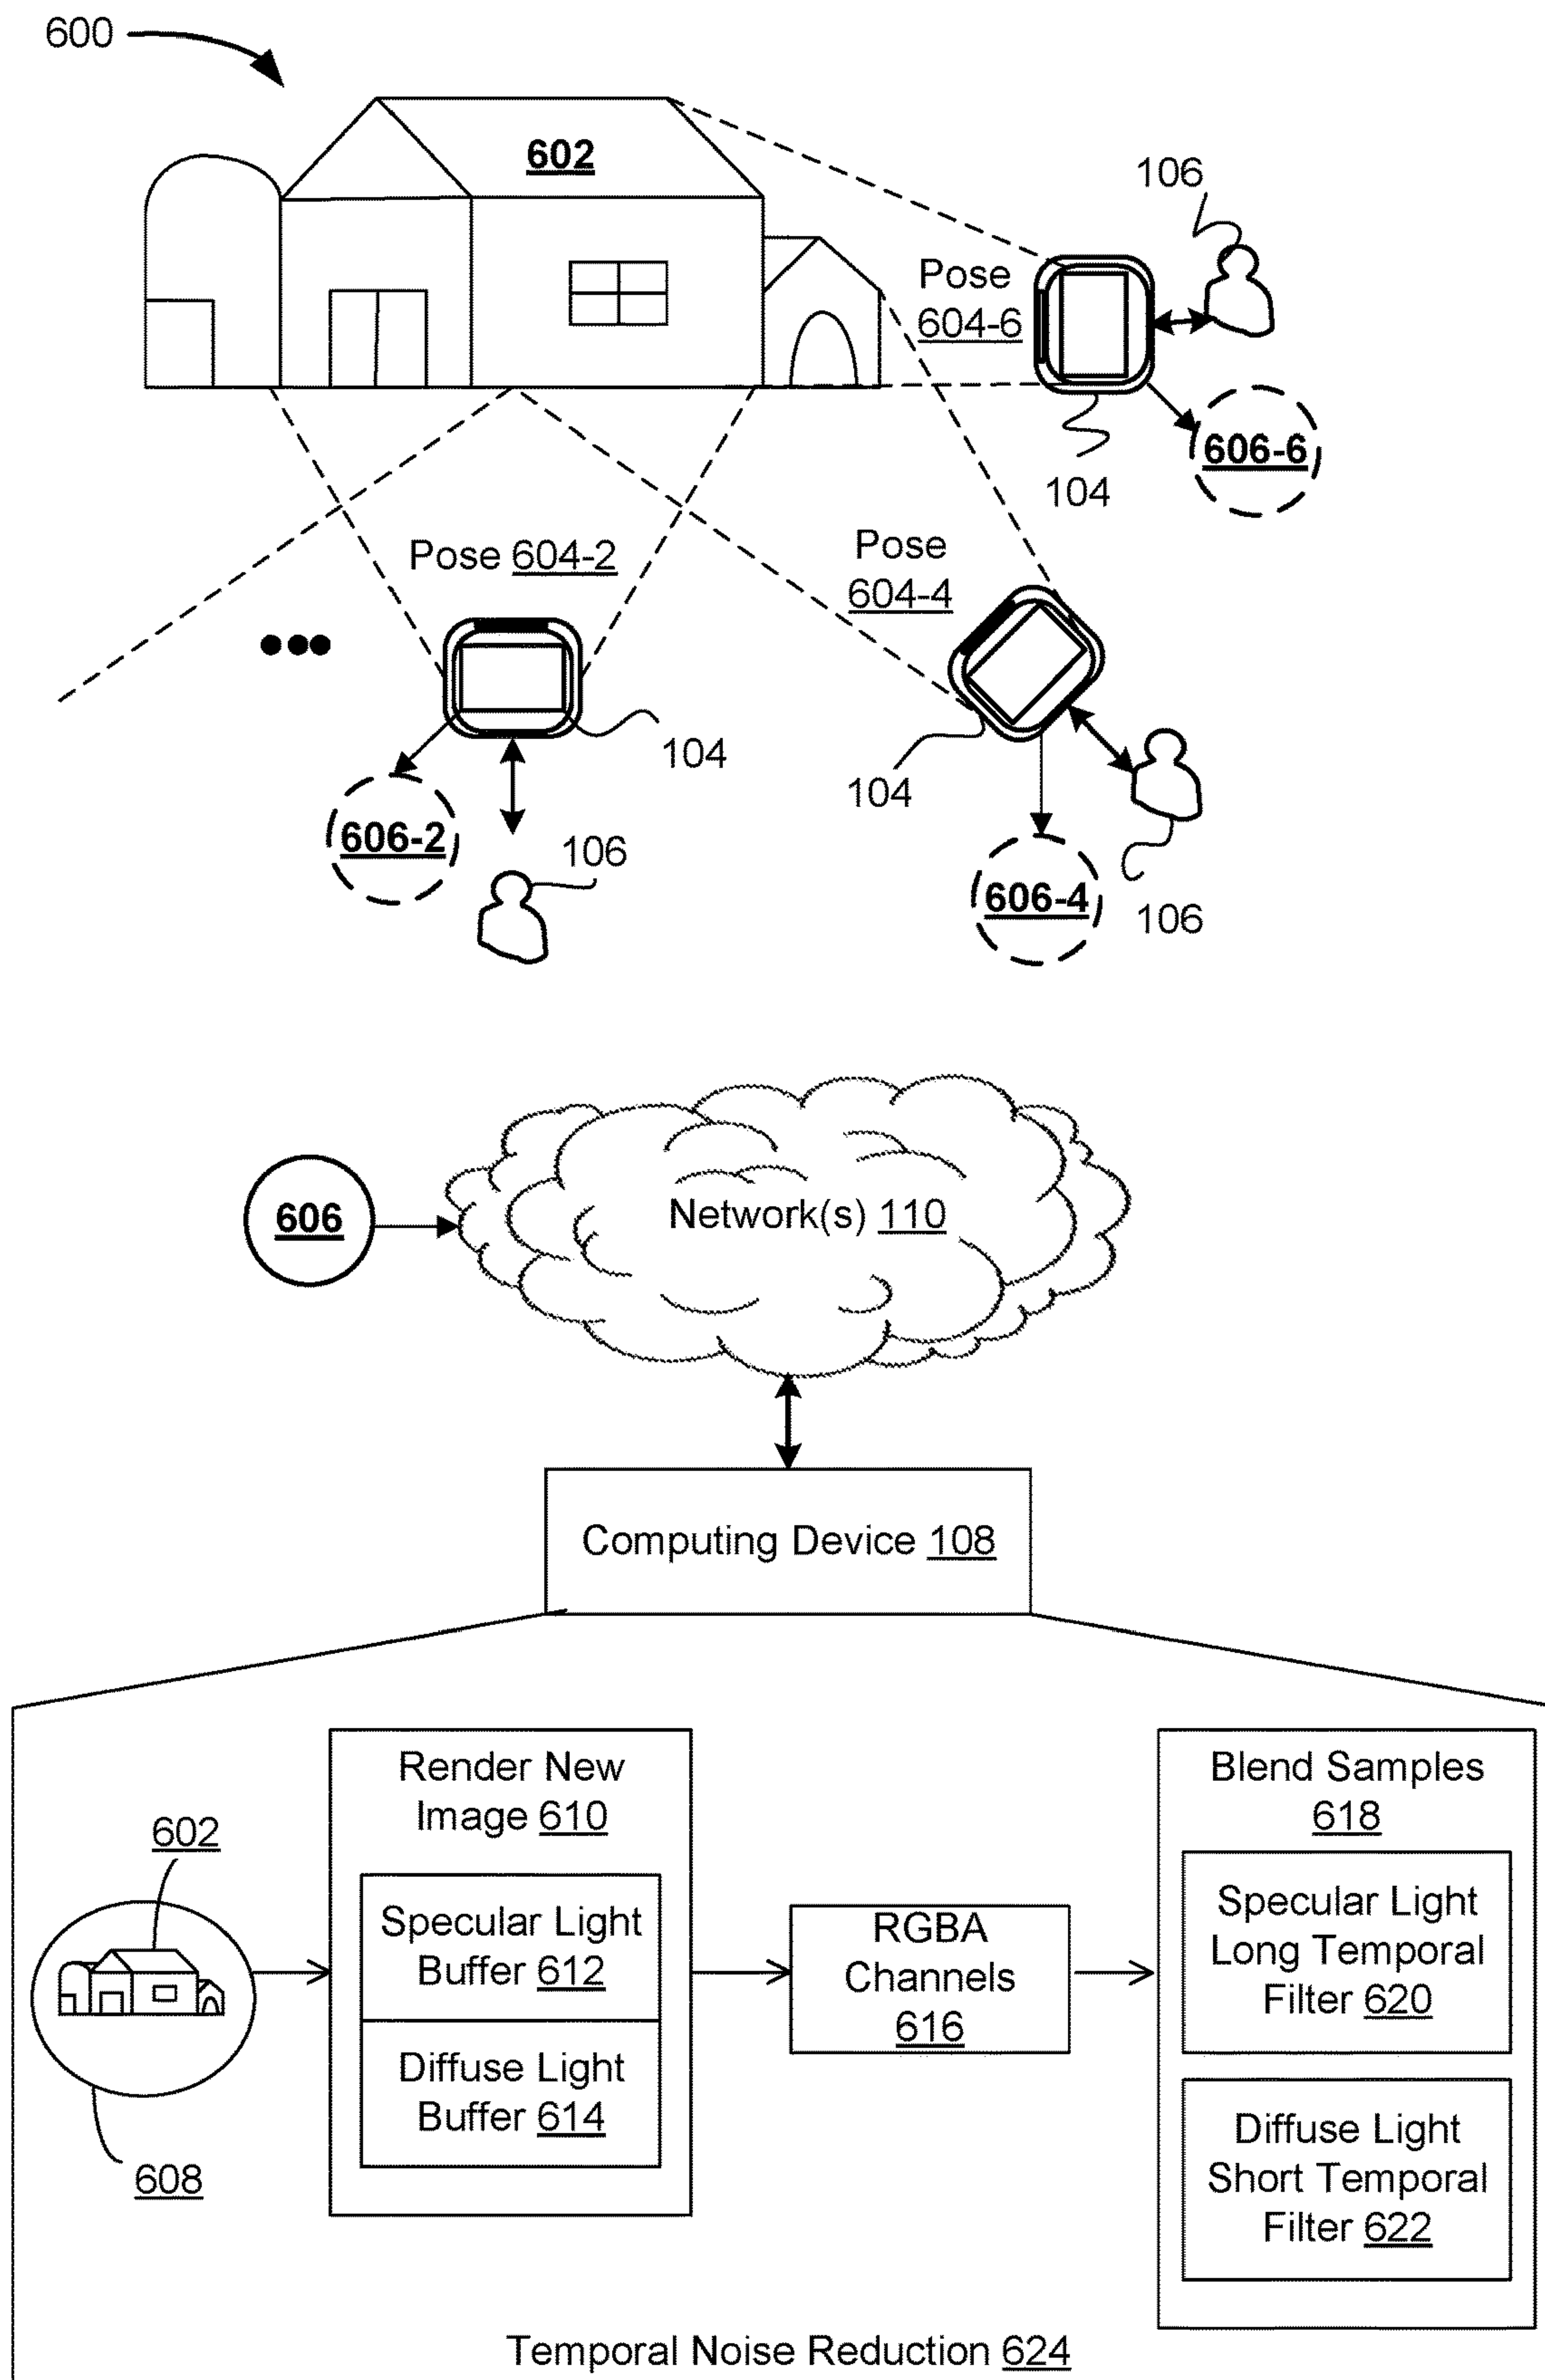 600
602
106
Pose
604-6
606-6
104
Pose 604-2
Pose
604-4
104
104
606-2
106
606-4
106
606
Network(s) 110
Computing Device 108
Render New
Image 610
Blend Samples
618
602
Specular Light
Buffer 612
RGBA
Channels
616
Specular Light
Long Temporal
Filter 620
Diffuse Light
Buffer 614
Diffuse Light
Short Temporal
Filter 622
608
Temporal Noise Reduction 624